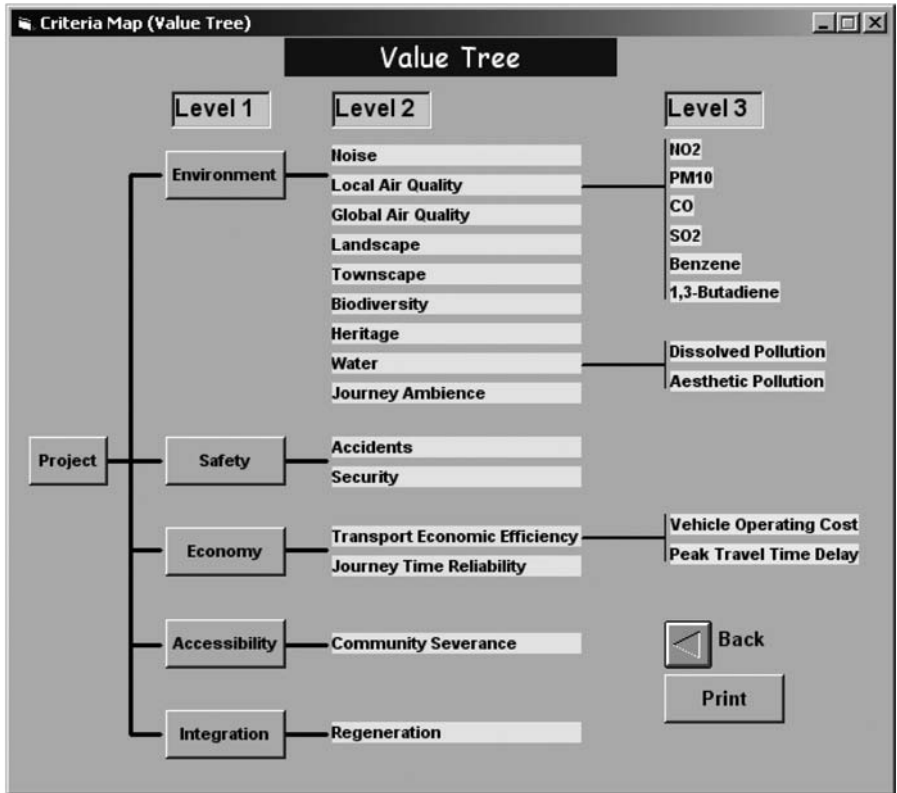 Criteria Map (Value Tree)
Value Tree
Level 1
Level 2
Level 3
Project
Environment
Noise
Local Air Quality
Global Air Quality
Landscape
Townscape
Biodiversity
Heritage
Water
Journey Ambience
NO2
PM10
CO
SO2
Benzene
1,3-Butadiene
Dissolved Pollution
Aesthetic Pollution
Safety
Accidents
Security
Economy
Transport Economic Efficiency
Journey Time Reliability
Vehicle Operating Cost
Peak Travel Time Delay
Accessibility
Community Severance
Integration
Regeneration
Back
Print